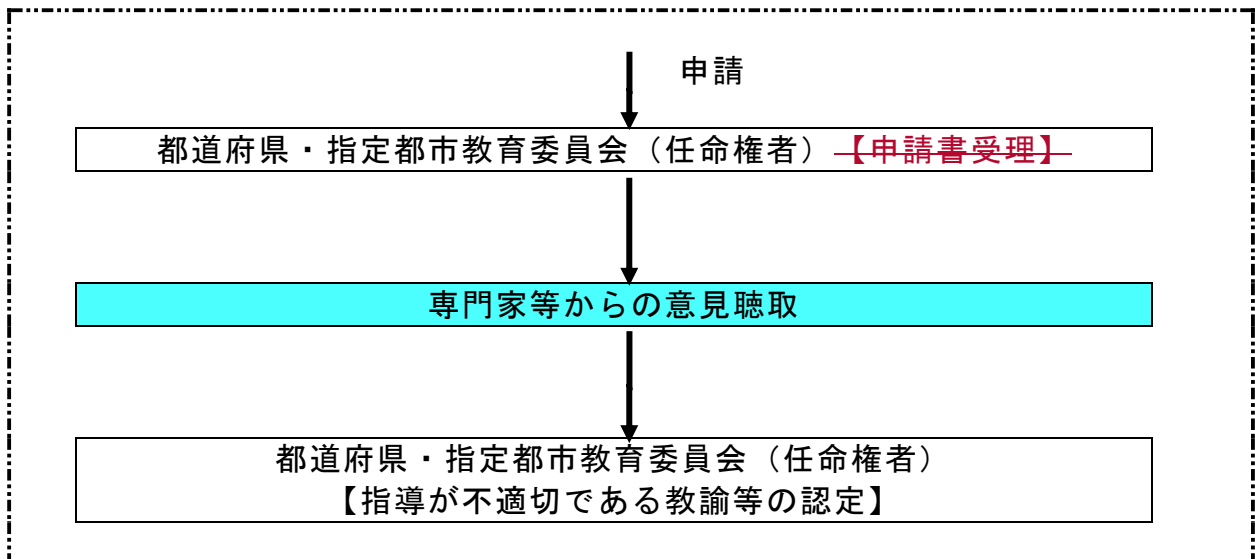 申請
都道府県・指定都市教育委員会（任命権者）【申請書受理】
専門家等からの意見聴取
都道府県・指定都市教育委員会（任命権者）
【指導が不適切である教諭等の認定】